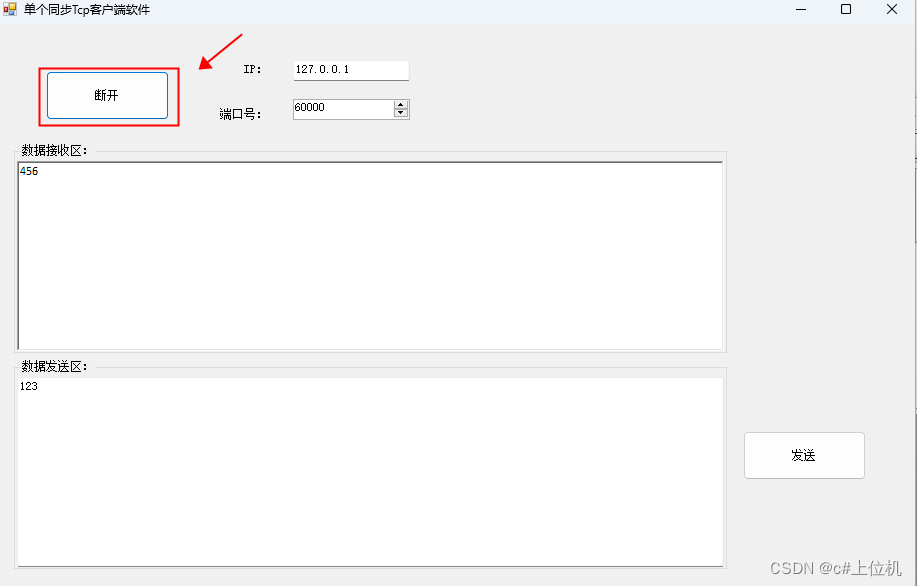 单个同步Tcp客户端软件
断开
IP:
127.0.0.1
端口号:
60000
数据接收区:
456
数据发送区:
123
发送
CSDN @c#上位机